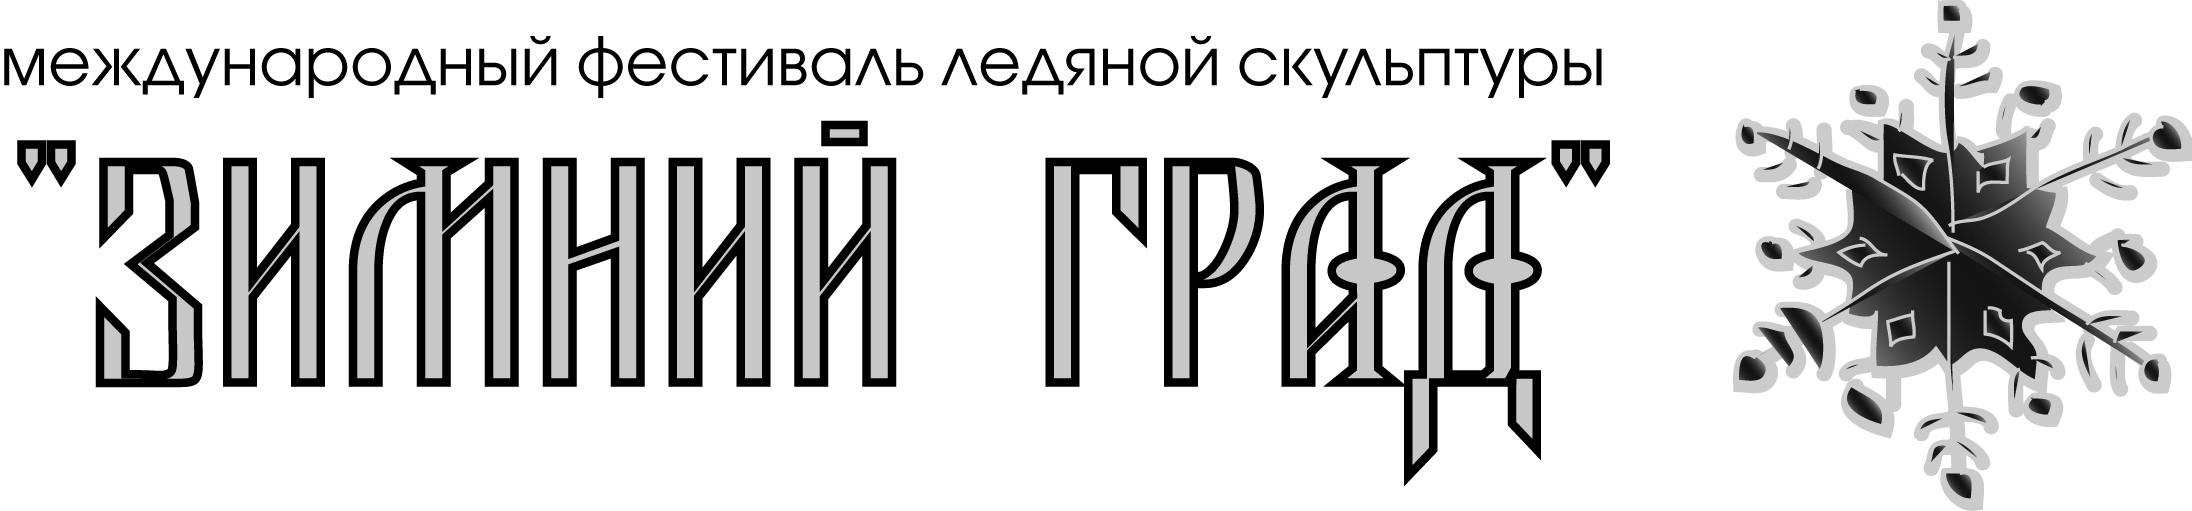 международный фестиваль ледяной скульптуры
"ЗИМНИЙ ГРАД"